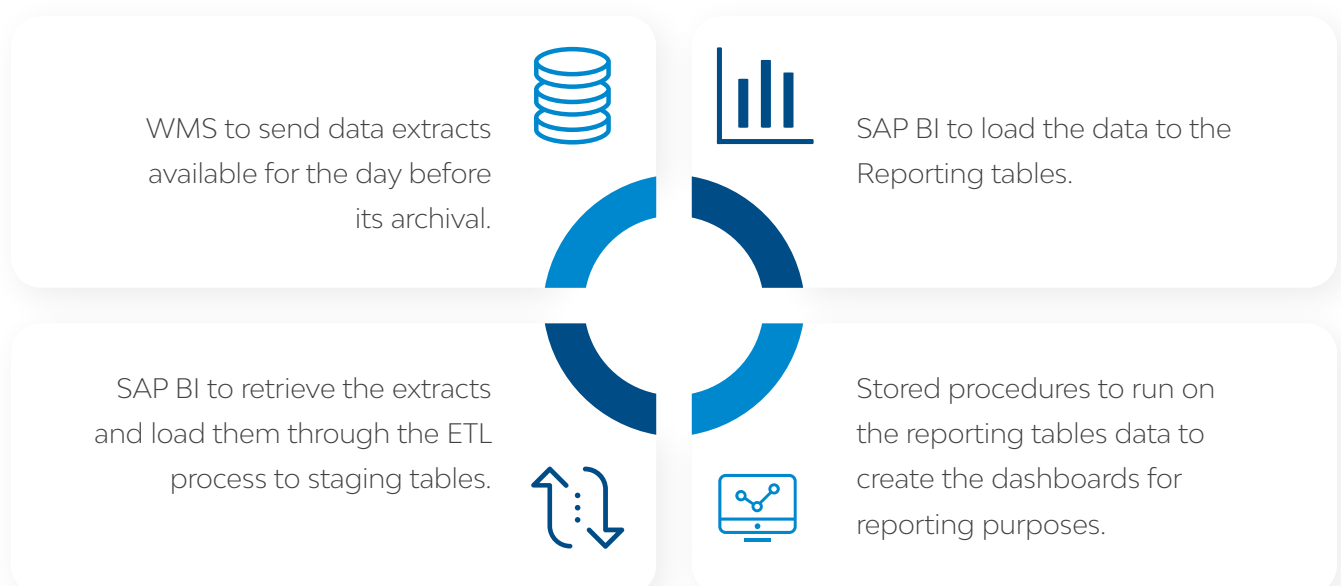 WMS to send data extracts
available for the day before
its archival.
SAP BI to load the data to the
Reporting tables.
SAP BI to retrieve the extracts
and load them through the ETL
process to staging tables.
Stored procedures to run on
the reporting tables data to
create the dashboards for
reporting purposes.